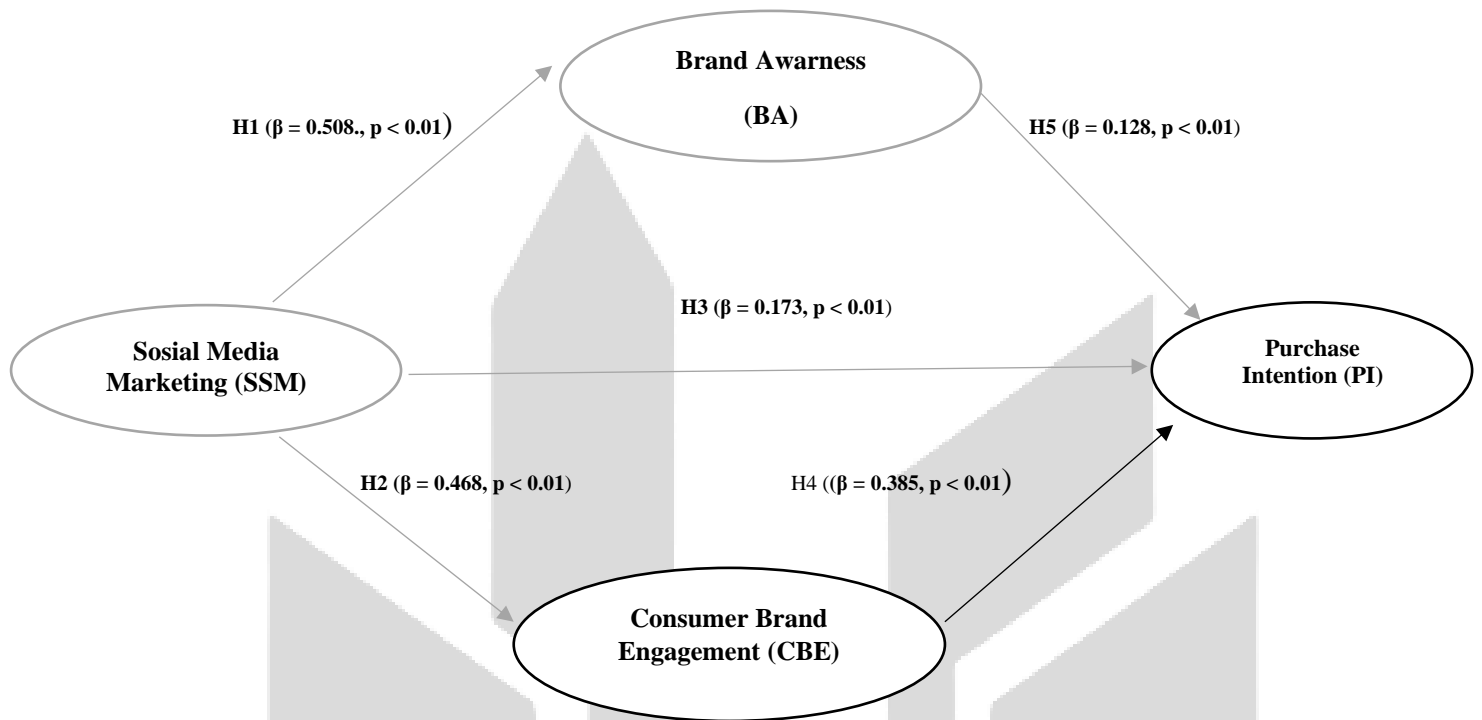 Brand Awarness
(BA)
H1 (β = 0.508., p < 0.01)
H5 (β = 0.128, p < 0.01)
H3 (β = 0.173, p < 0.01)
Sosial Media
Marketing (SSM)
Purchase
Intention (PI)
H2 (β = 0.468, p < 0.01)
H4 ((β = 0.385, p < 0.01)
Consumer Brand
Engagement (CBE)